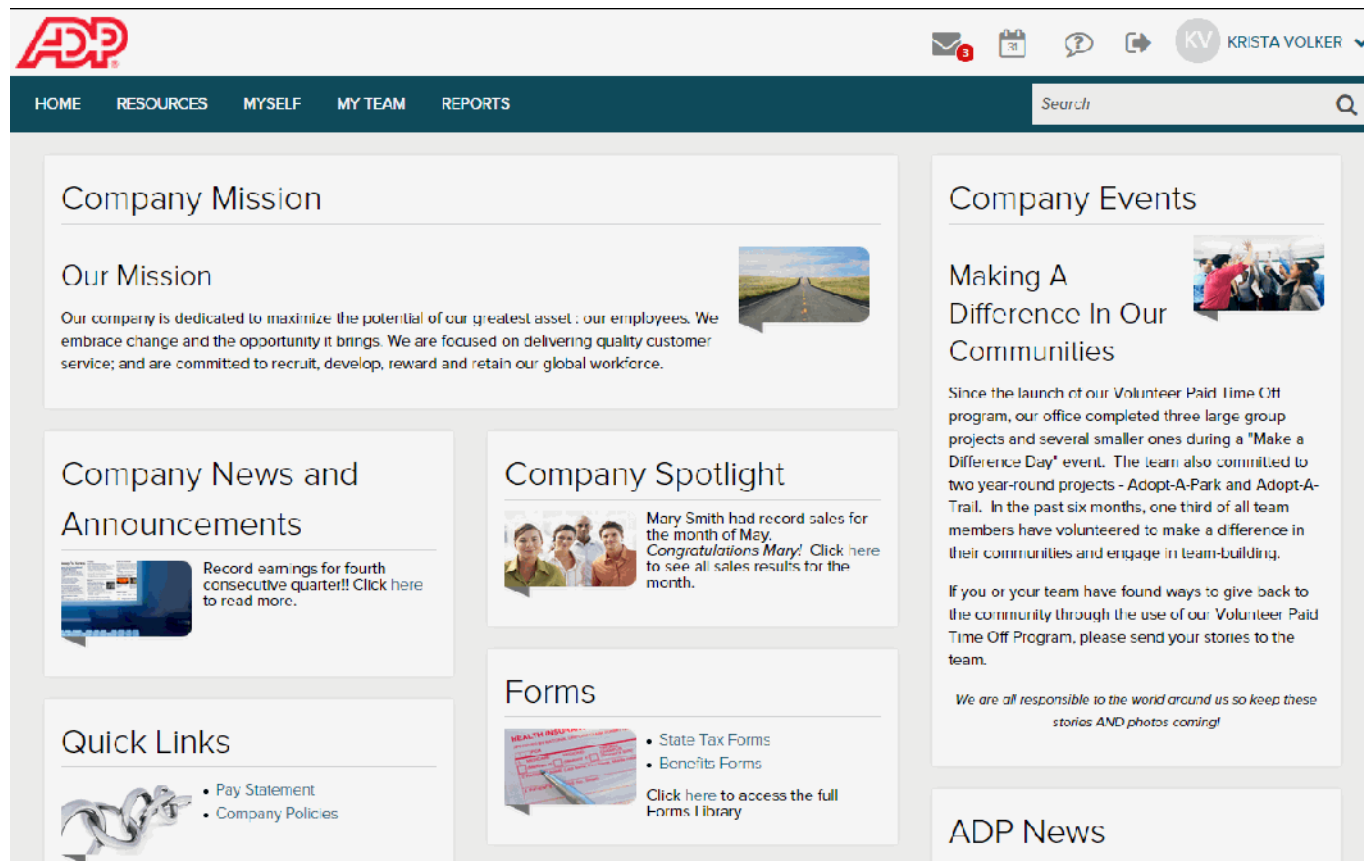 ADP
3
31
?
KV
KRISTA VOLKER
HOME RESOURCES MYSELF MY TEAM REPORTS
Search
Company Mission
Our Mission
Our company is dedicated to maximize the potential of our greatest asset : our employees. We
embrace change and the opportunity it brings. We are focused on delivering quality customer
service; and are committed to recruit, develop, reward and retain our global workforce.
Company News and
Announcements
Record earnings for fourth
consecutive quarter!! Click here
to read more.
Quick Links
• Pay Statement
• Company Policies
Company Spotlight
Mary Smith had record sales for
the month of May.
Congratulations Mary! Click here
to see all sales results for the
month.
Forms
HEALTH INSURAN
• State Tax Forms
• Benefits Forms
Click here to access the full
Forms Library
Company Events
Making A
Difference In Our
Communities
Since the launch of our Volunteer Paid Time Off
program, our office completed three large group
projects and several smaller ones during a "Make a
Difference Day" event. The team also committed to
two year-round projects - Adopt-A-Park and Adopt-A-
Trail. In the past six months, one third of all team
members have volunteered to make a difference in
their communities and engage in team-building.
If you or your team have found ways to give back to
the community through the use of our Volunteer Paid
Time Off Program, please send your stories to the
team.
We are all responsible to the world around us so keep these
stories AND photos coming!
ADP News